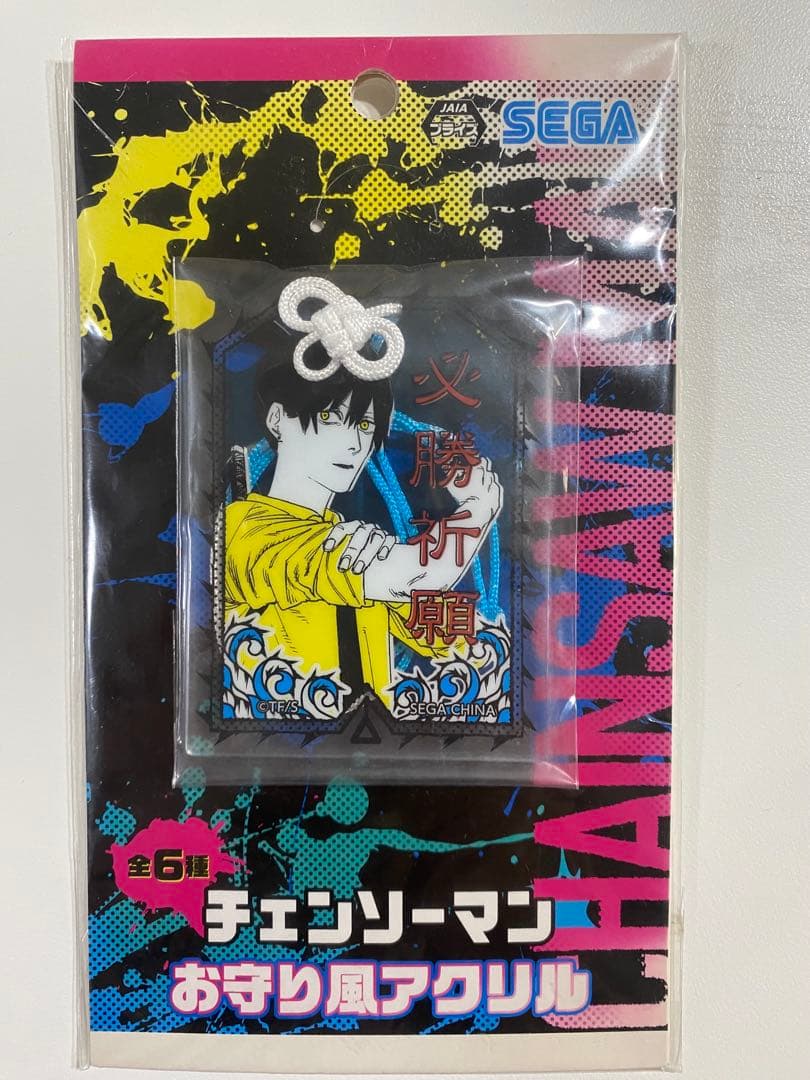 JAIA
プライズ
SEGA
CHAINSAW MAN
必勝祈願
©TF/S
SEGA CHINA
全6種
チェンソーマン
お守り風アクリル